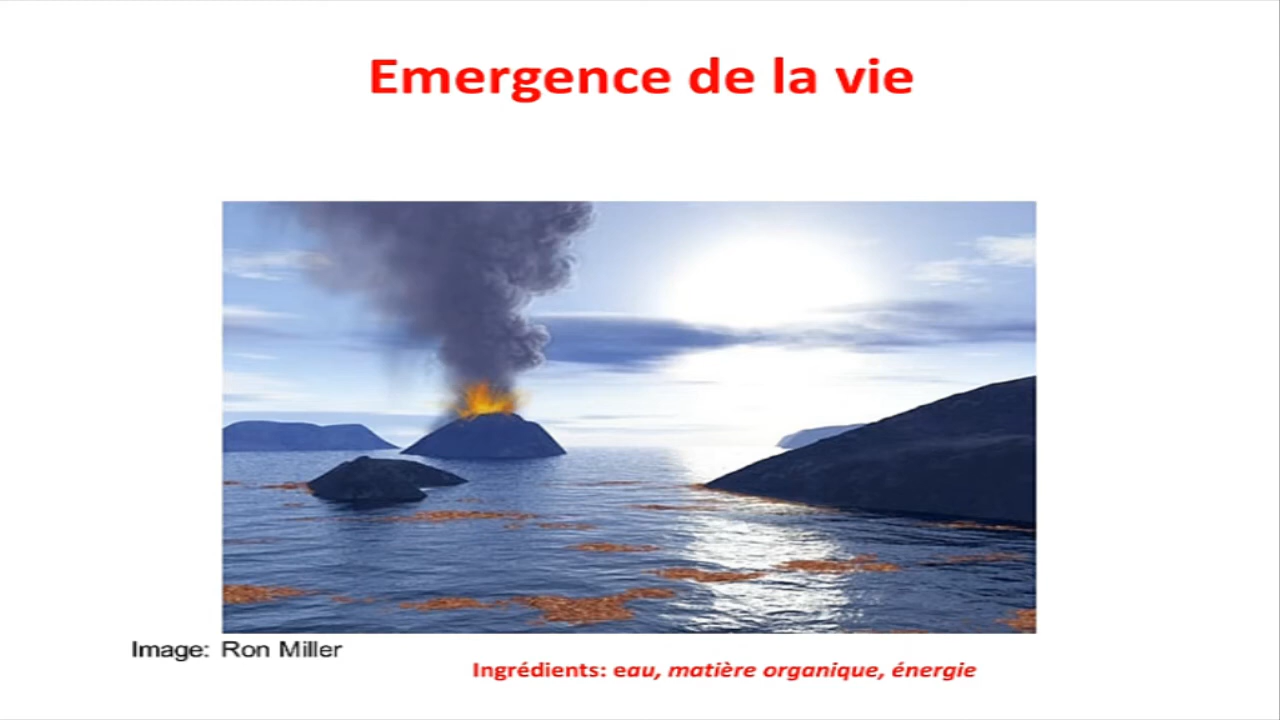 Emergence de la vie
Image: Ron Miller
Ingrédients: eau, matière organique, énergie